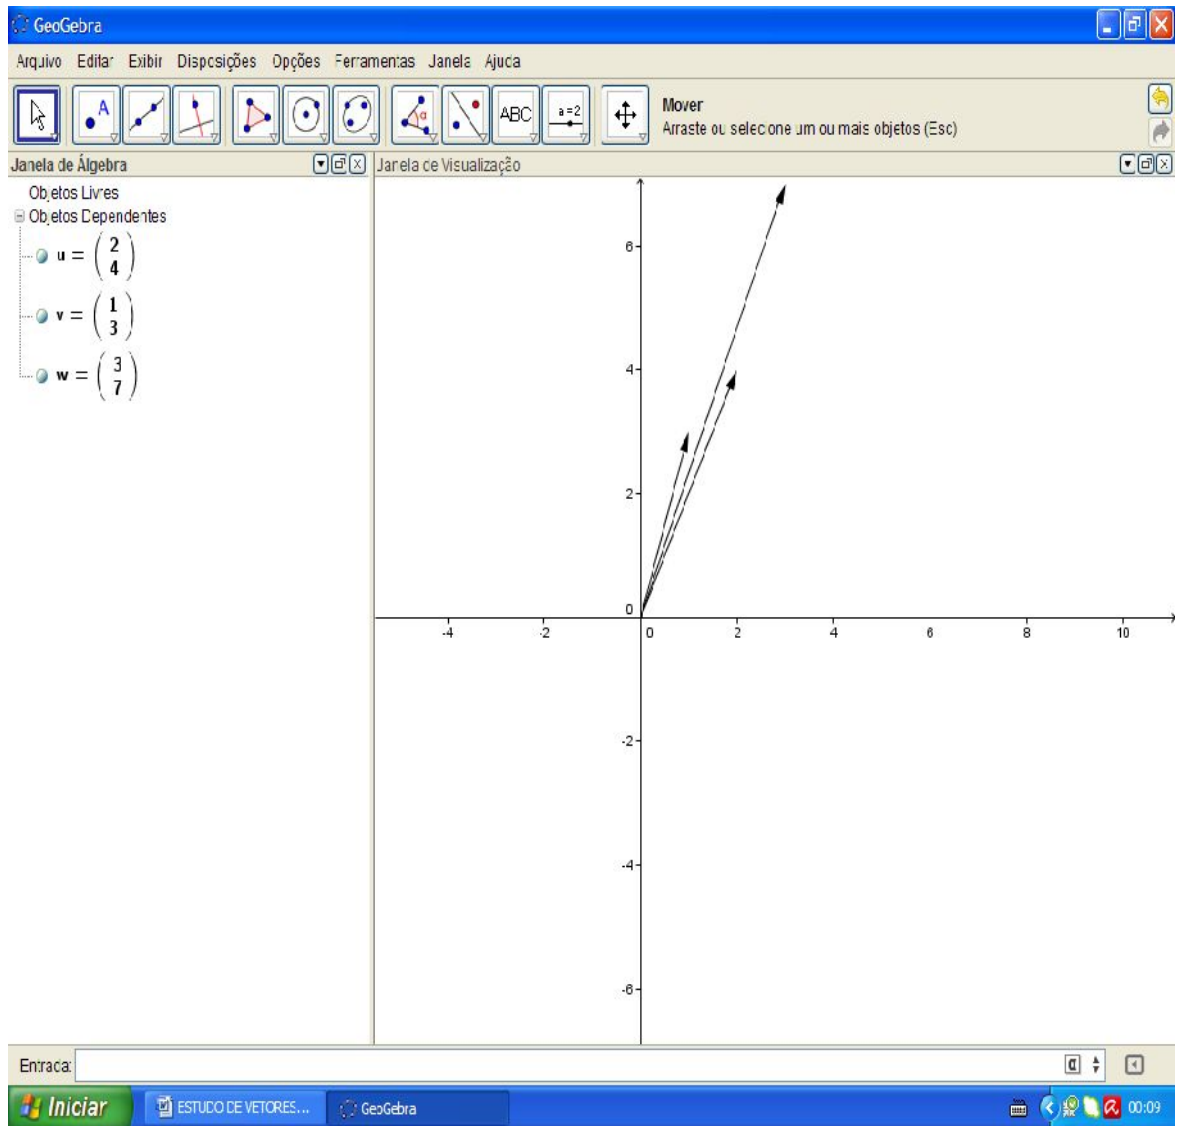 GeoGebra
Arquivo Editar Exibir Disposições Opções Ferramentas Janela Ajuda
A α ABC a=2
Mover
Arraste ou selecione um ou mais objetos (Esc)
Janela de Álgebra
Janela de Visualização
Objetos Livres
Objetos Dependentes
u = ( 2
4 )
v = ( 1
3 )
w = ( 3
7 )
6
4
2
0
-4 -2 0 2 4 6 8 10
-2
-4
-6
Entrada:
α
Iniciar ESTUDO DE VETORES... GeoGebra 00:09